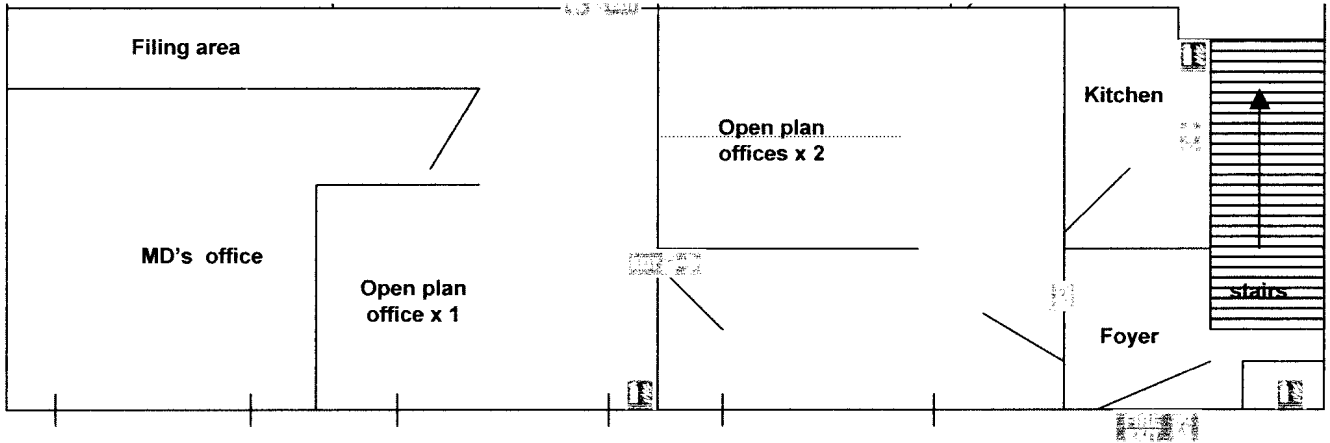 Filing area
Open plan
offices x 2
Kitchen
MD's office
Open plan
office x 1
stairs
Foyer